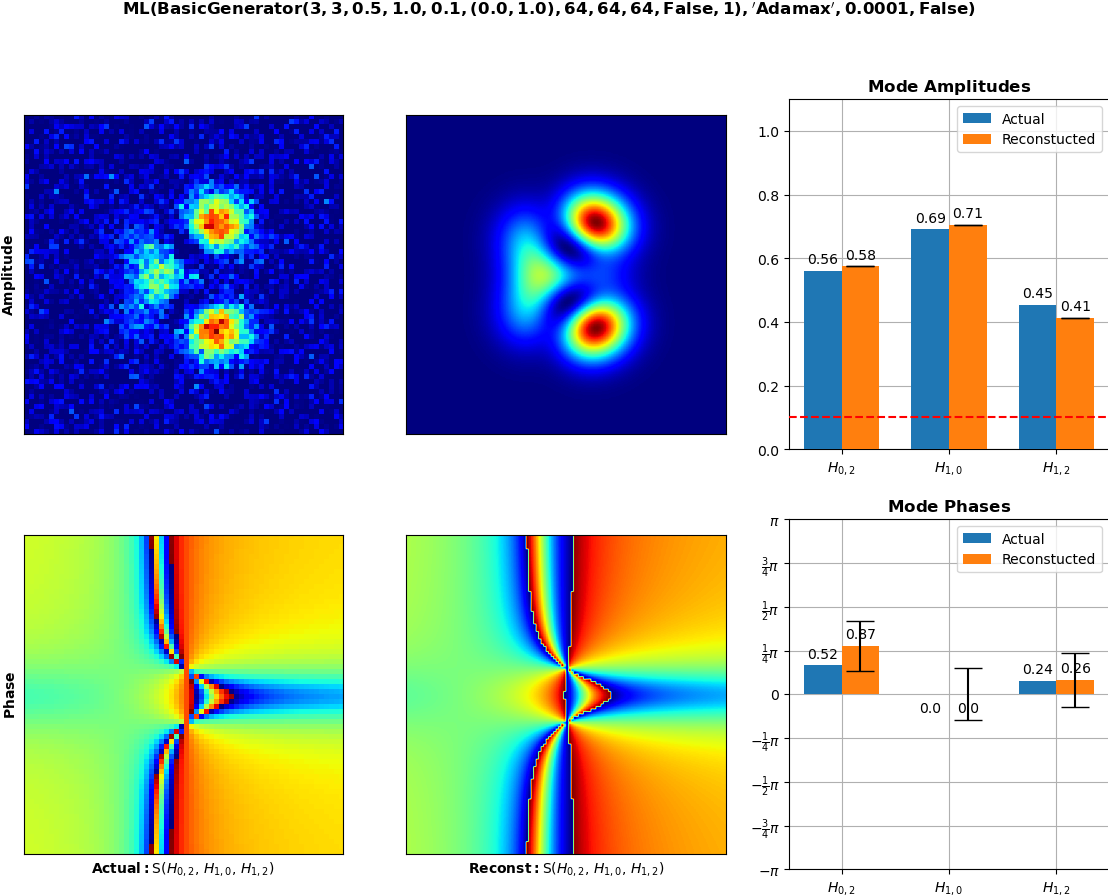 ML(BasicGenerator(3, 3, 0.5, 1.0, 0.1, (0.0, 1.0), 64, 64, 64, False, 1), ′Adamax′, 0.0001, False)
Mode Amplitudes
Amplitude
Actual
Reconstucted
1.0
0.8
0.6
0.4
0.2
0.0
0.56
0.58
0.69
0.71
0.45
0.41
H0, 2
H1, 0
H1, 2
Mode Phases
Phase
Actual
Reconstucted
π
3/4π
1/2π
1/4π
0
−1/4π
−1/2π
−3/4π
−π
0.52
0.87
0.0
0.0
0.24
0.26
H0, 2
H1, 0
H1, 2
Actual: S(H0, 2, H1, 0, H1, 2)
Reconst: S(H0, 2, H1, 0, H1, 2)